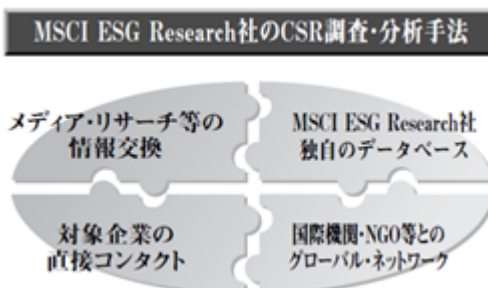 MSCI ESG Research社のCSR調査・分析手法
メディア・リサーチ等の
情報交換
MSCI ESG Research社
独自のデータベース
対象企業の
直接コンタクト
国際機関・NGO等との
グローバル・ネットワーク